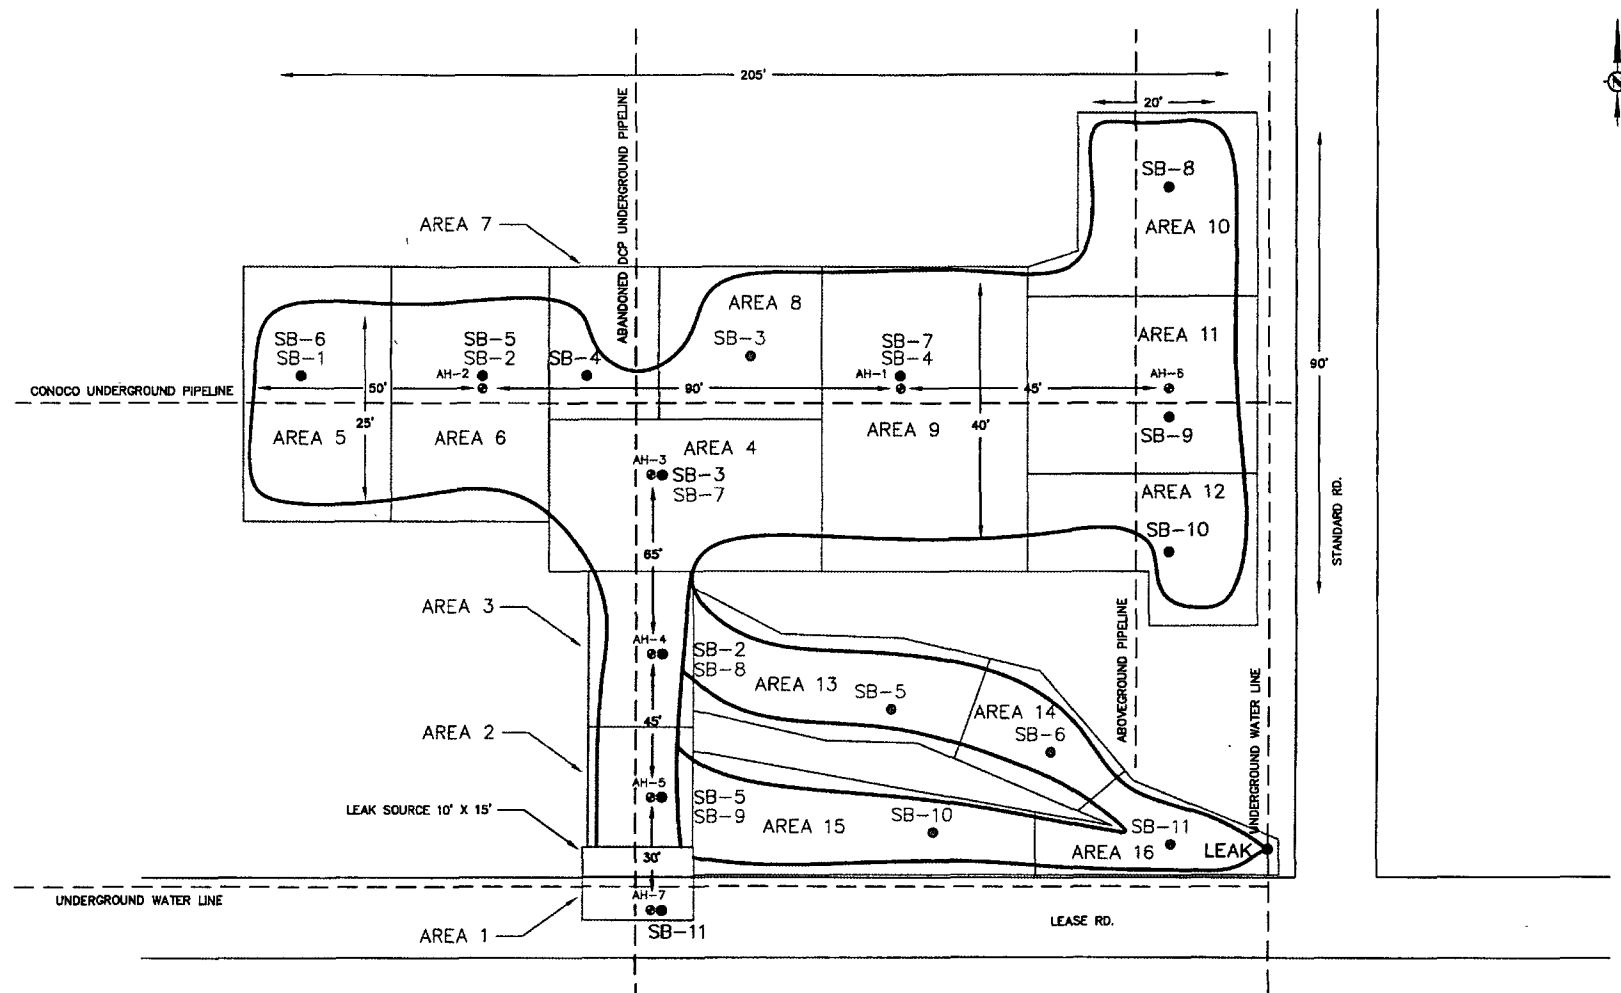 205'
20'
ABANDONED DCP UNDERGROUND PIPELINE
SB-8
AREA 10
AREA 7
AREA 8
SB-3
AREA 11
SB-6
SB-1
SB-5
SB-2
AH-2
SB-4
SB-7
SB-4
AH-1
AH-6
90'
CONOCO UNDERGROUND PIPELINE
50'
90'
45'
25'
40'
AREA 5
AREA 6
AREA 9
SB-9
AREA 4
AH-3
SB-3
SB-7
AREA 12
SB-10
STANDARD RD.
65'
AREA 3
AH-4
SB-2
SB-8
AREA 13
SB-5
AREA 14
SB-6
ABOVEGROUND PIPELINE
UNDERGROUND WATER LINE
45'
AREA 2
AH-5
SB-5
SB-9
LEAK SOURCE 10' X 15'
AREA 15
SB-10
SB-11
AREA 16
LEAK
30'
UNDERGROUND WATER LINE
AH-7
SB-11
AREA 1
LEASE RD.